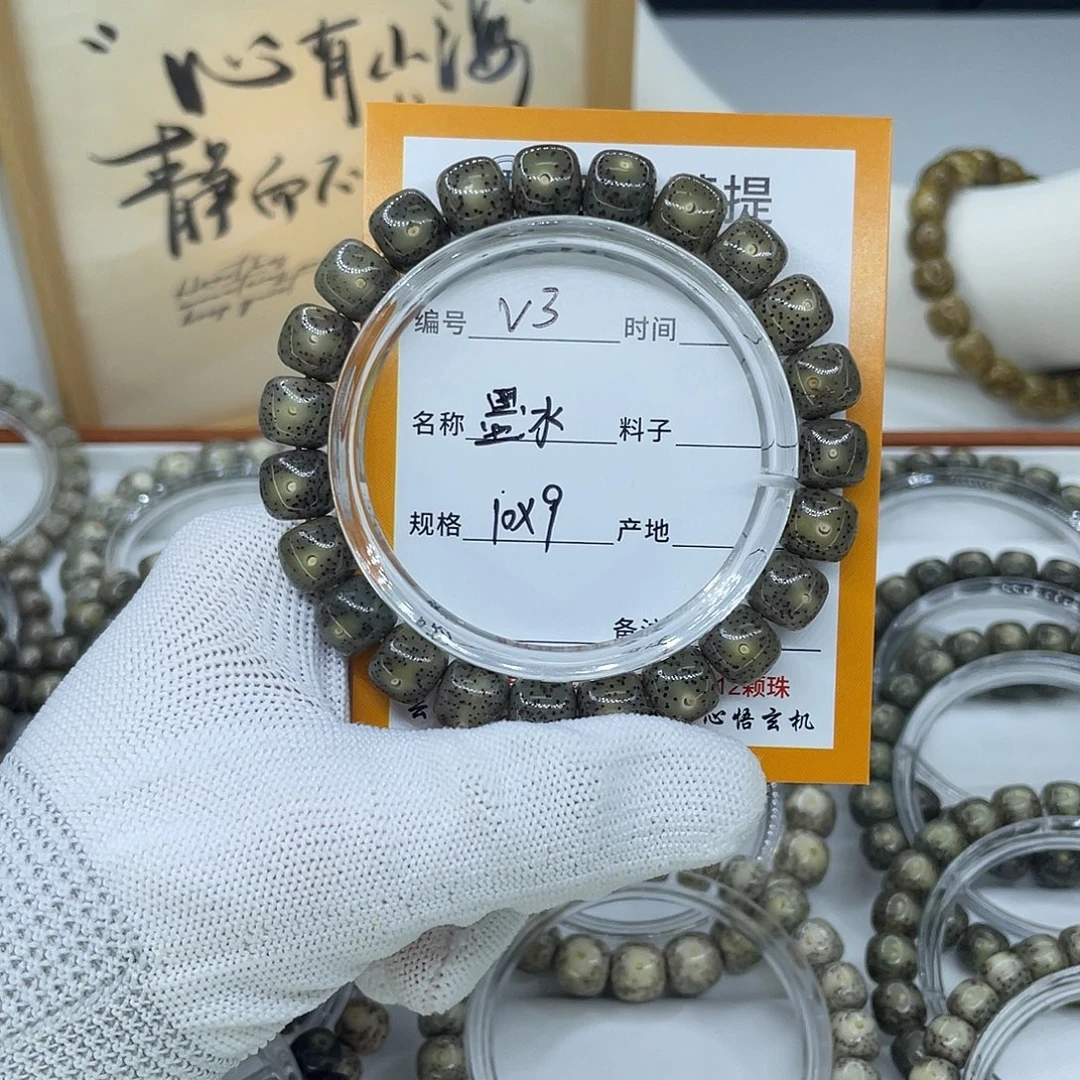 "心有山海
静而不
提
编号 V3 时间
名称 墨水 料子
规格 10X9 产地
备注
12颗珠
心悟玄机